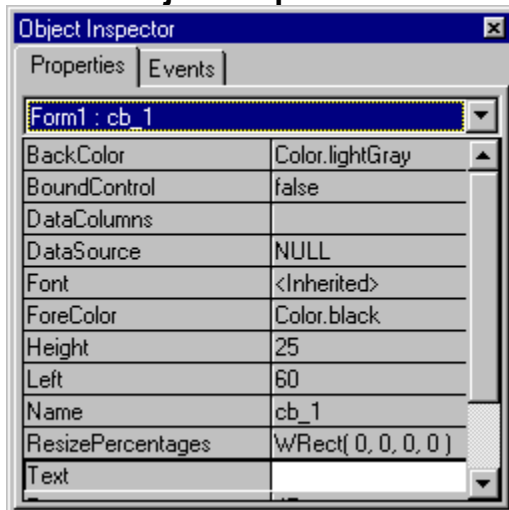 Object Inspector
Properties Events
Form1 : cb_1
BackColor Color.lightGray
BoundControl false
DataColumns
DataSource NULL
Font <Inherited>
ForeColor Color.black
Height 25
Left 60
Name cb_1
ResizePercentages WRect( 0, 0, 0, 0 )
Text